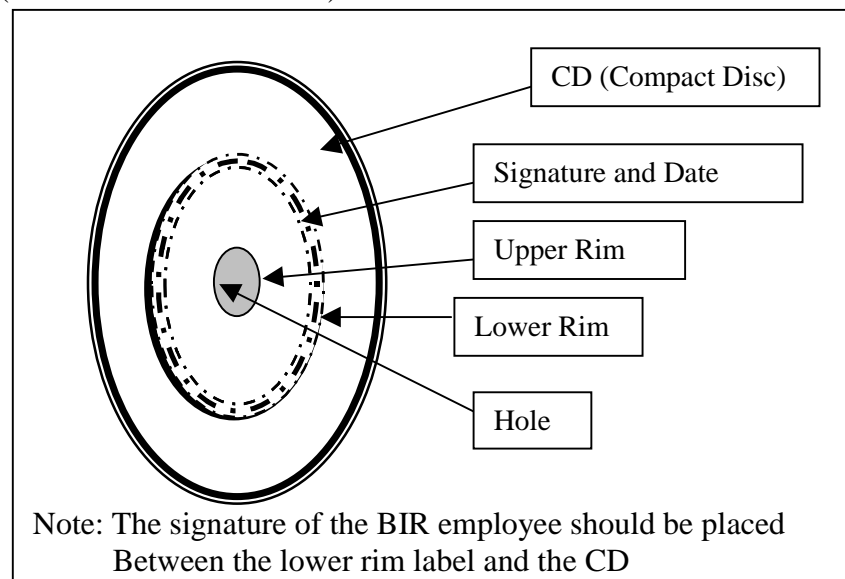 CD (Compact Disc)
Signature and Date
Upper Rim
Lower Rim
Hole
Note: The signature of the BIR employee should be placed
Between the lower rim label and the CD